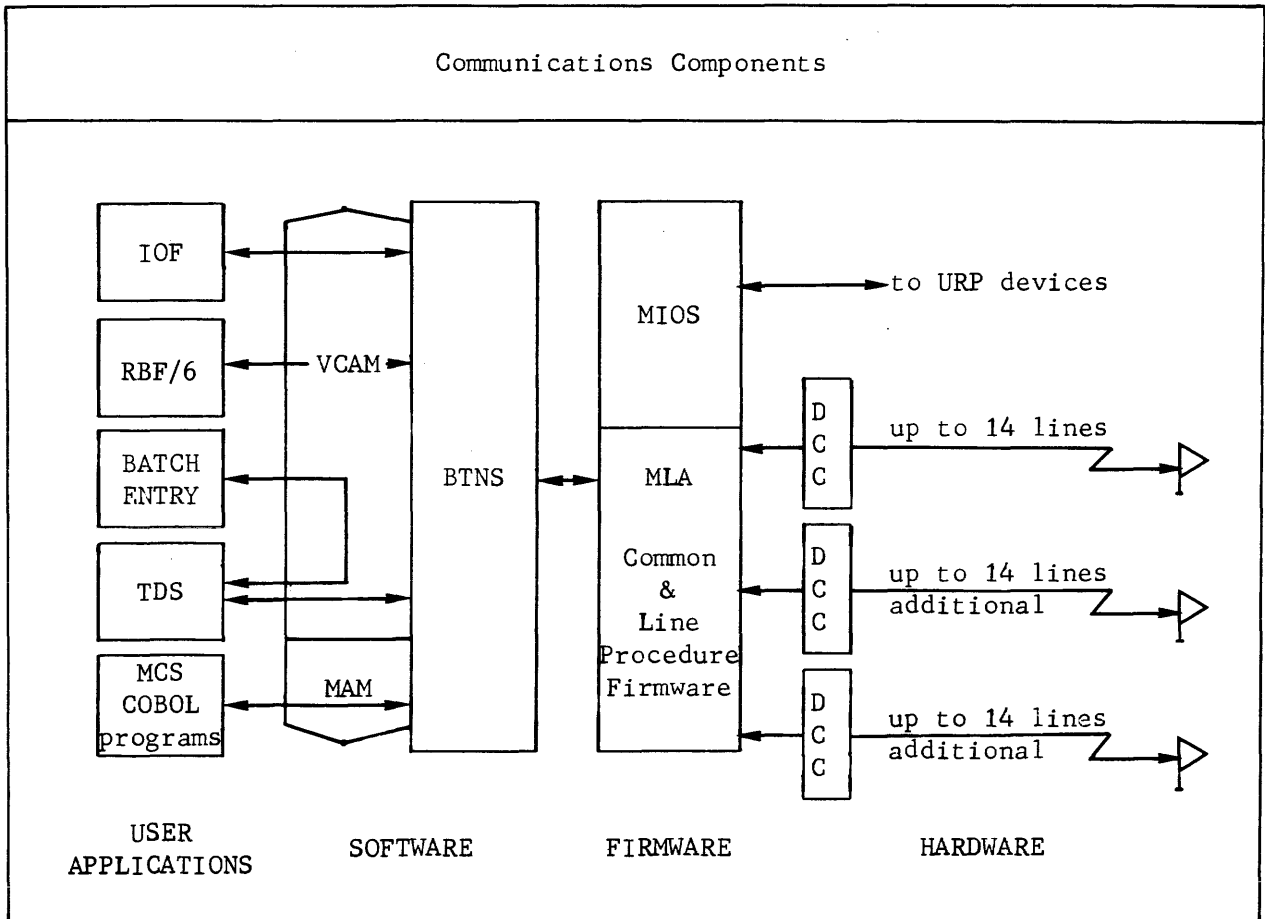 Communications Components
IOF
RBF/6
BATCH
ENTRY
TDS
MCS
COBOL
programs
VCAM
MAM
BTNS
MIOS
MLA
Common
&
Line
Procedure
Firmware
to URP devices
D
C
C
up to 14 lines
D
C
C
up to 14 lines
additional
D
C
C
up to 14 lines
additional
USER
APPLICATIONS
SOFTWARE
FIRMWARE
HARDWARE